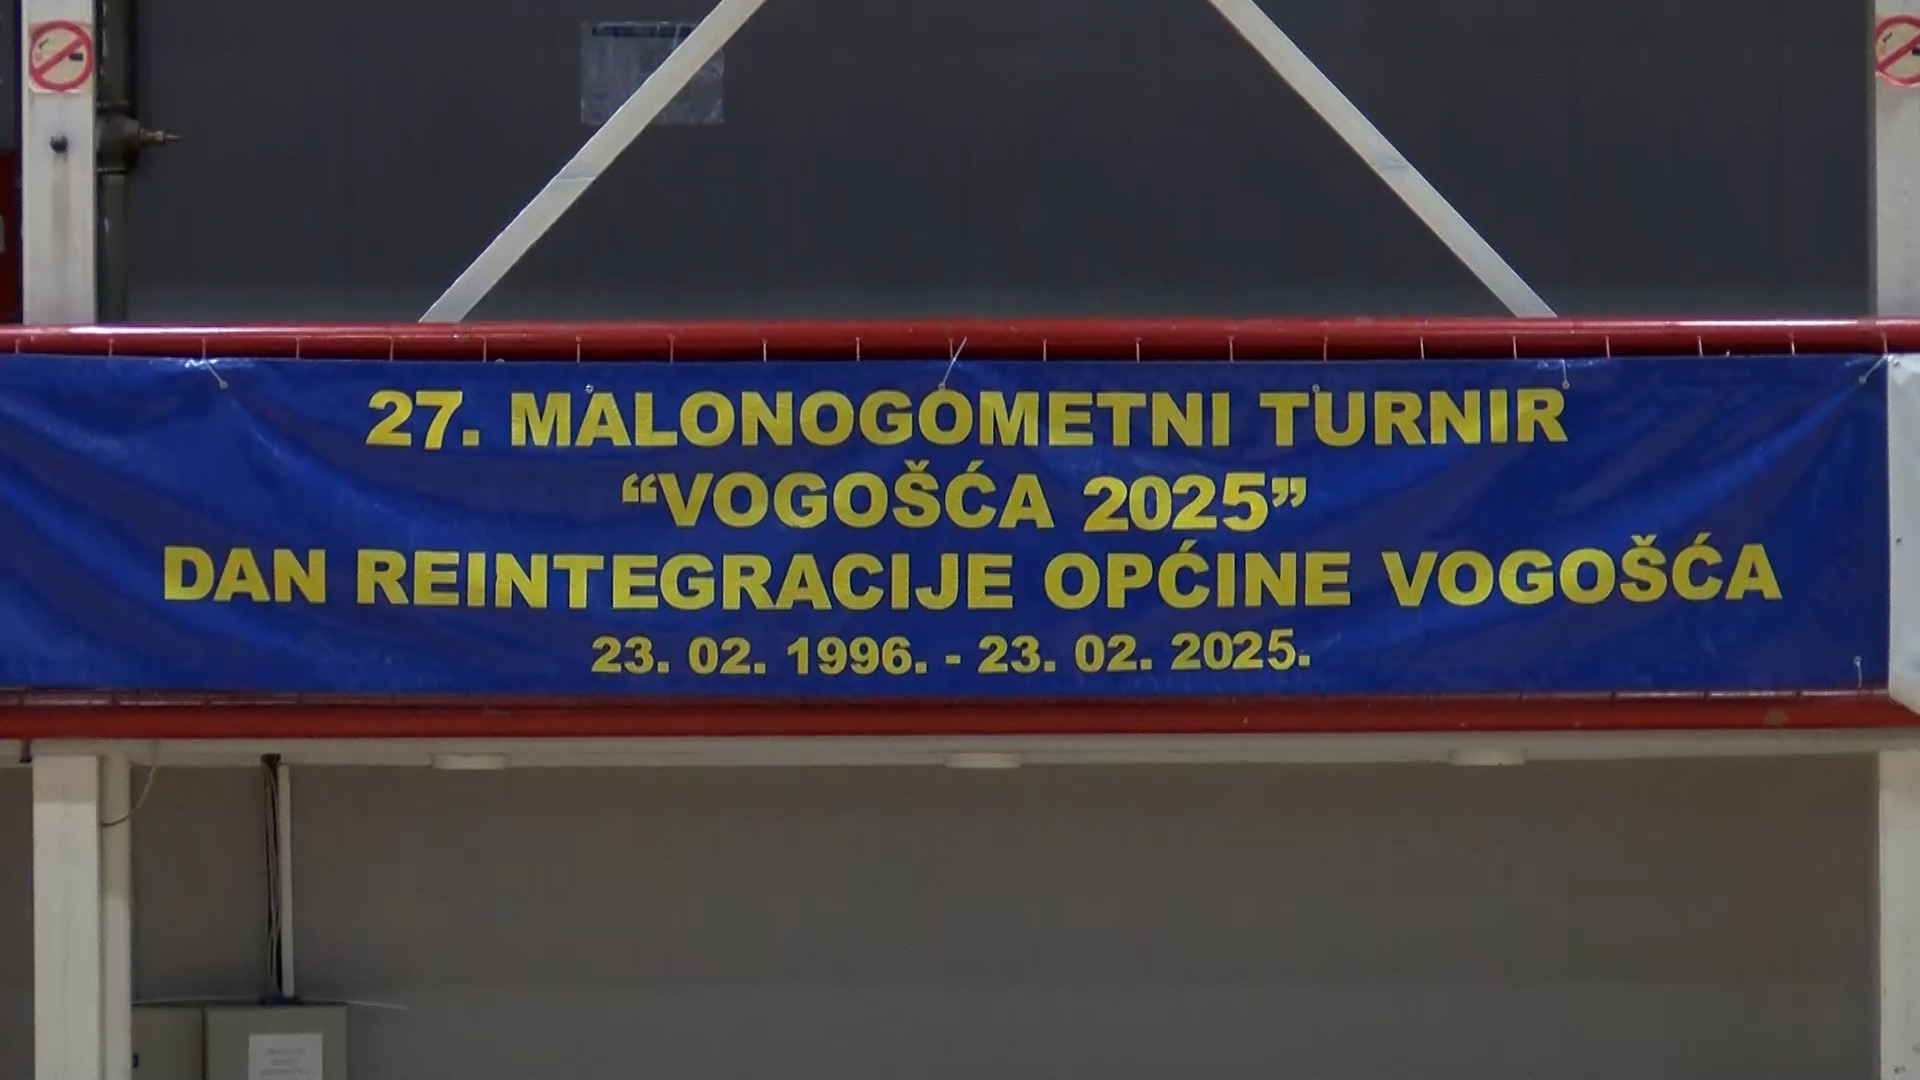 27. MALONOGOMETNI TURNIR
“VOGOŠĆA 2025”
DAN REINTEGRACIJE OPĆINE VOGOŠĆA
23. 02. 1996. - 23. 02. 2025.